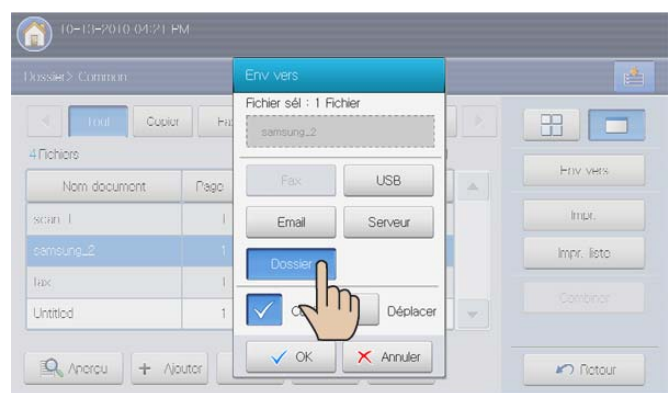 10-13-2010 04:21 PM
Dossier> Common
Env vers
Fichier sél : 1 Fichier
samsung_2
Tout
Copier
4 Fichiers
Nom document
Page
Fax
USB
Email
Serveur
Dossier
Déplacer
OK
Annuler
scan_1
1
samsung_2
1
fax
1
Untitled
1
Aperçu
Ajouter
Env vers
Impr.
Impr. liste
Combiner
Retour